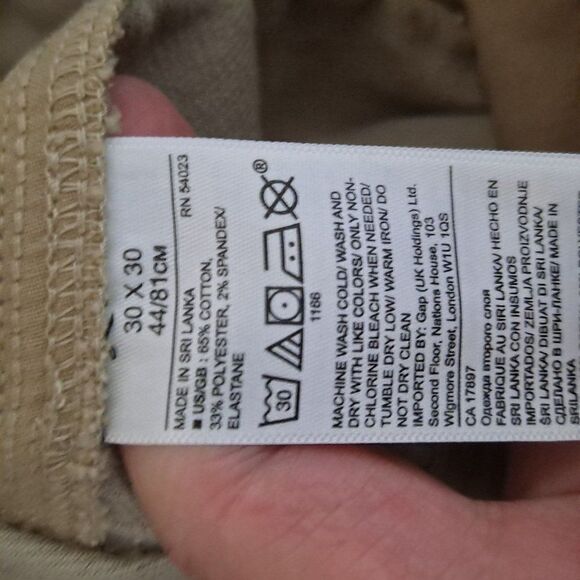 30 X 30
44/81CM
MADE IN SRI LANKA RN 54023
■ US/GB : 65% COTTON,
33% POLYESTER, 2% SPANDEX/
ELASTANE
30
®
1166
MACHINE WASH COLD/ WASH AND
DRY WITH LIKE COLORS/ ONLY NON-
CHLORINE BLEACH WHEN NEEDED/
TUMBLE DRY LOW/ WARM IRON/ DO
NOT DRY CLEAN
IMPORTED BY: Gap (UK Holdings) Ltd.
Second Floor, Nations House, 103
Wigmore Street, London W1U 1QS
CA 17897
Одежда второго слоя
FABRIQUE AU SRI LANKA/ HECHO EN
SRI LANKA CON INSUMOS
IMPORTADOS/ ZEMLJA PROIZVODNJE
ŠRI LANKA/ DIBUAT DI SRI LANKA/
СДЕЛАНО В ШРИ-ЛАНКЕ/ MADE IN
SRILANKA